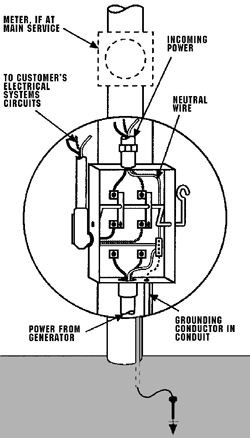 METER, IF AT
MAIN SERVICE
INCOMING
POWER
TO CUSTOMER'S
ELECTRICAL
SYSTEMS
CIRCUITS
NEUTRAL
WIRE
POWER FROM
GENERATOR
GROUNDING
CONDUCTOR IN
CONDUIT